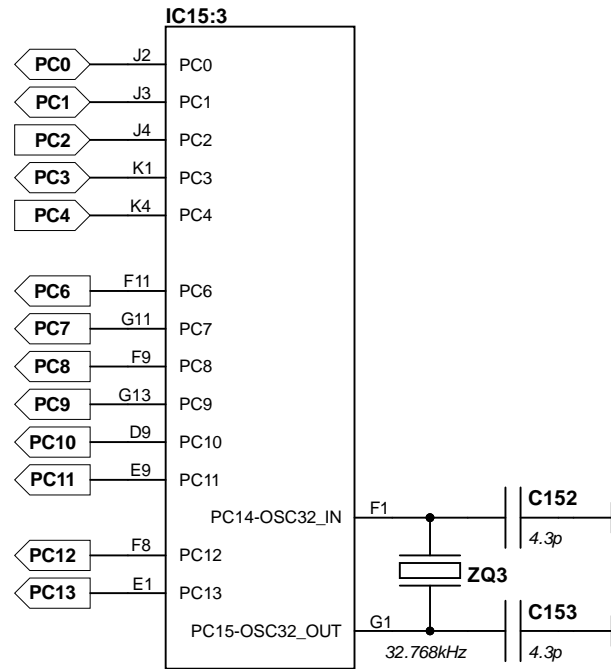 IC15:3
PC0 J2 PC0
PC1 J3 PC1
PC2 J4 PC2
PC3 K1 PC3
PC4 K4 PC4
PC6 F11 PC6
PC7 G11 PC7
PC8 F9 PC8
PC9 G13 PC9
PC10 D9 PC10
PC11 E9 PC11
PC14-OSC32_IN F1 C152
4.3p
PC12 F8 PC12
ZQ3
PC13 E1 PC13
PC15-OSC32_OUT G1 C153
32.768kHz 4.3p